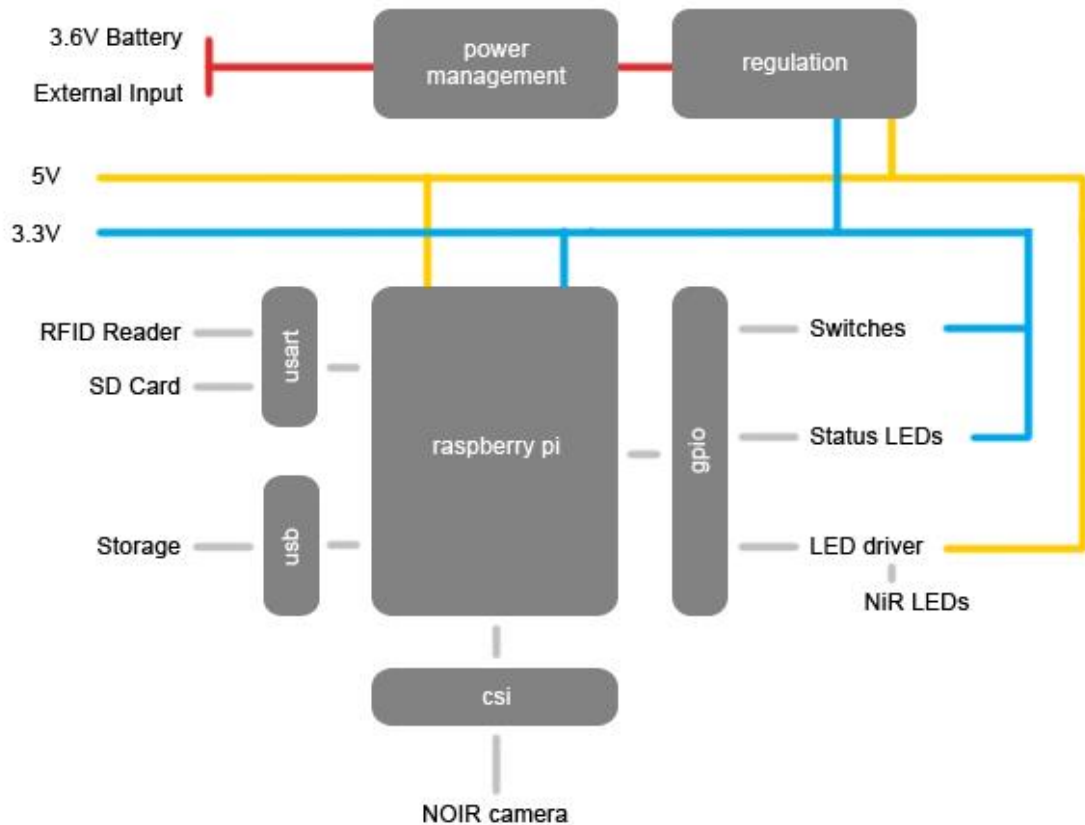 3.6V Battery
External Input
power
management
regulation
5V
3.3V
RFID Reader
SD Card
usart
Storage
usb
raspberry pi
gpio
Switches
Status LEDs
LED driver
NiR LEDs
csi
NOIR camera